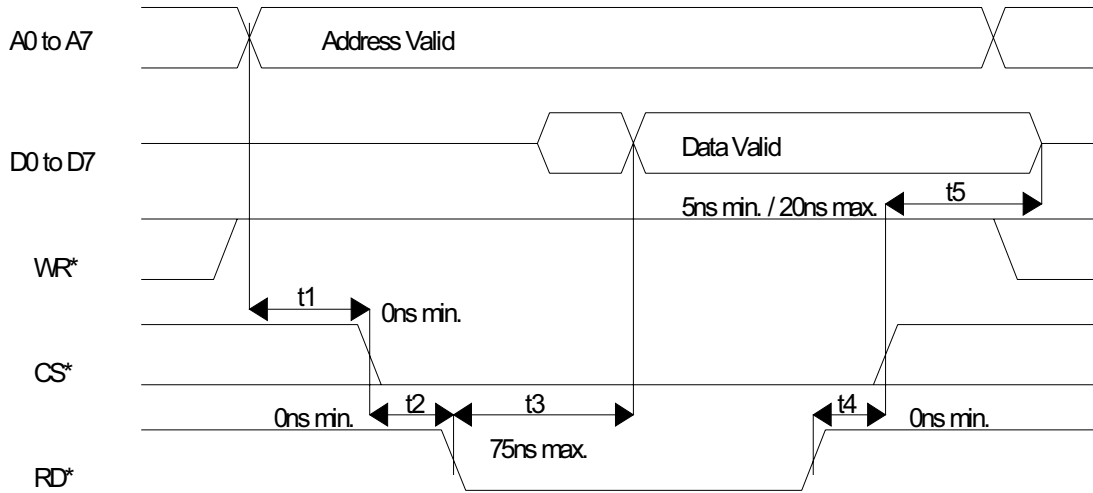 A0 to A7
Address Valid
D0 to D7
Data Valid
5ns min. / 20ns max.
t5
WR*
t1
0ns min.
CS*
0ns min.
t2
t3
t4
0ns min.
75ns max.
RD*